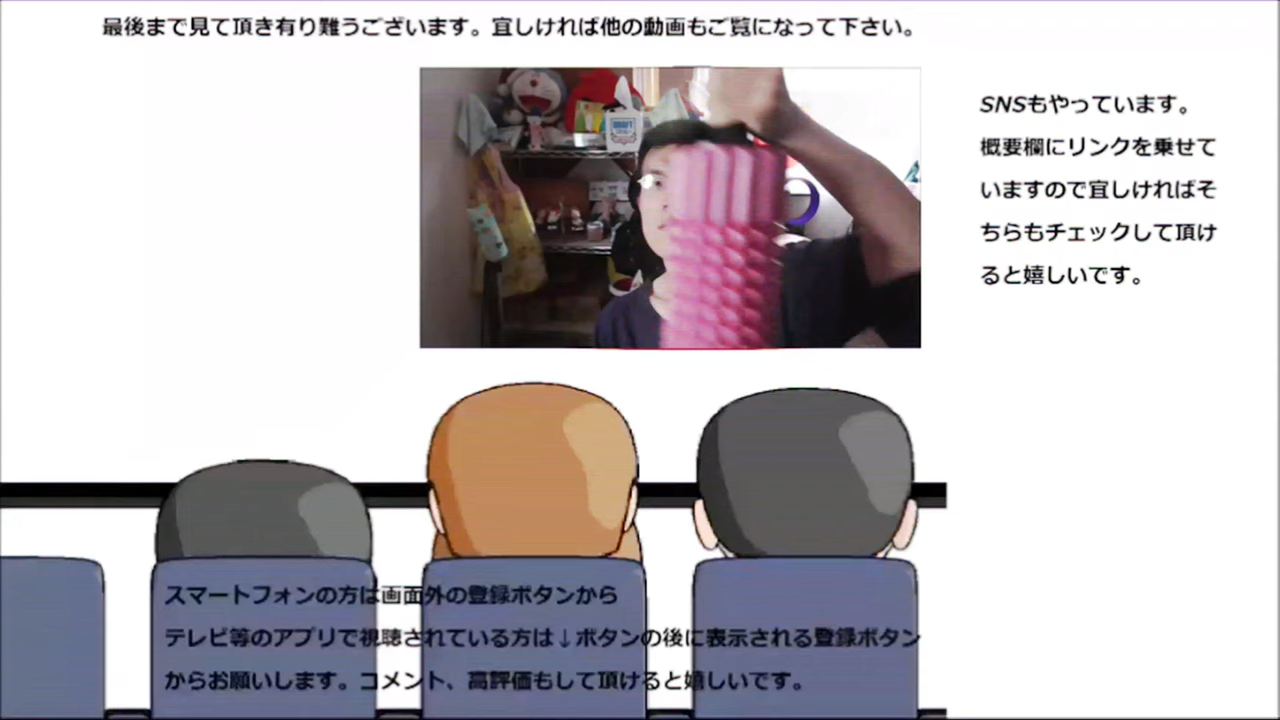 最後まで見て頂き有り難うございます。宜しければ他の動画もご覧になって下さい。
SNSもやっています。
概要欄にリンクを乗せて
いますので宜しければそ
ちらもチェックして頂け
ると嬉しいです。
スマートフォンの方は画面外の登録ボタンから
テレビ等のアプリで視聴されている方は↓ボタンの後に表示される登録ボタン
からお願いします。コメント、高評価もして頂けると嬉しいです。